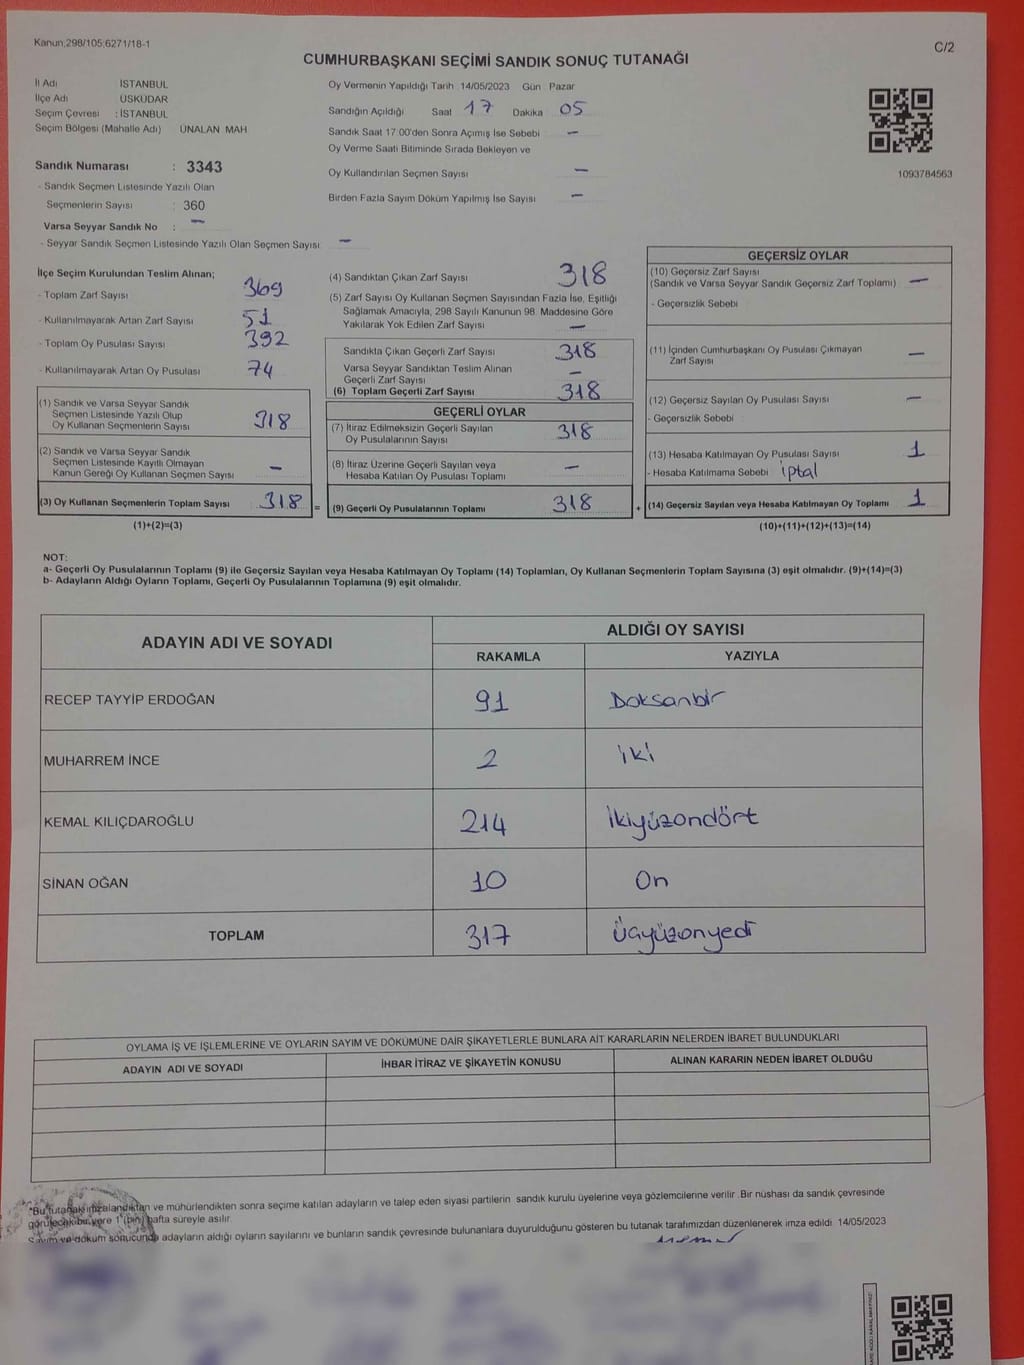 Kanun;298/105;6271/18-1
C/2
CUMHURBAŞKANI SEÇİMİ SANDIK SONUÇ TUTANAĞI
İl Adı İSTANBUL
İlçe Adı ÜSKÜDAR
Seçim Çevresi : İSTANBUL
Seçim Bölgesi (Mahalle Adı) ÜNALAN MAH
Sandık Numarası : 3343
- Sandık Seçmen Listesinde Yazılı Olan
Seçmenlerin Sayısı : 360
Varsa Seyyar Sandık No : —
- Seyyar Sandık Seçmen Listesinde Yazılı Olan Seçmen Sayısı: —
Oy Vermenin Yapıldığı Tarih : 14/05/2023 Gün : Pazar
Sandığın Açıldığı Saat 17 Dakika 05
Sandık Saat 17 00'den Sonra Açımış İse Sebebi —
Oy Verme Saati Bitiminde Sırada Bekleyen ve
Oy Kullandırılan Seçmen Sayısı —
Birden Fazla Sayım Döküm Yapılmış İse Sayısı —
1093784563
İlçe Seçim Kurulundan Teslim Alınan;
- Toplam Zarf Sayısı 369
- Kullanılmayarak Artan Zarf Sayısı 51
- Toplam Oy Pusulası Sayısı 392
- Kullanılmayarak Artan Oy Pusulası 74
(1) Sandık ve Varsa Seyyar Sandık
Seçmen Listesinde Yazılı Olup
Oy Kullanan Seçmenlerin Sayısı 318
(2) Sandık ve Varsa Seyyar Sandık
Seçmen Listesinde Kayıtlı Olmayan
Kanun Gereği Oy Kullanan Seçmen Sayısı —
(3) Oy Kullanan Seçmenlerin Toplam Sayısı 318 =
(1)+(2)=(3)
(4) Sandıktan Çıkan Zarf Sayısı 318
(5) Zarf Sayısı Oy Kullanan Seçmen Sayısından Fazla İse, Eşitliği
Sağlamak Amacıyla, 298 Sayılı Kanunun 98. Maddesine Göre
Yakılarak Yok Edilen Zarf Sayısı —
Sandıkta Çıkan Geçerli Zarf Sayısı 318
Varsa Seyyar Sandıktan Teslim Alınan
Geçerli Zarf Sayısı —
(6) Toplam Geçerli Zarf Sayısı 318
GEÇERLİ OYLAR
(7) İtiraz Edilmeksizin Geçerli Sayılan
Oy Pusulalarının Sayısı 318
(8) İtiraz Üzerine Geçerli Sayılan veya
Hesaba Katılan Oy Pusulası Toplamı —
(9) Geçerli Oy Pusulalarının Toplamı 318 +
GEÇERSİZ OYLAR
(10) Geçersiz Zarf Sayısı
(Sandık ve Varsa Seyyar Sandık Geçersiz Zarf Toplamı) —
- Geçersizlik Sebebi
(11) İçinden Cumhurbaşkanı Oy Pusulası Çıkmayan
Zarf Sayısı —
(12) Geçersiz Sayılan Oy Pusulası Sayısı —
- Geçersizlik Sebebi
(13) Hesaba Katılmayan Oy Pusulası Sayısı 1
- Hesaba Katılmama Sebebi iptal
(14) Geçersiz Sayılan veya Hesaba Katılmayan Oy Toplamı 1
(10)+(11)+(12)+(13)=(14)
NOT:
a- Geçerli Oy Pusulalarının Toplamı (9) ile Geçersiz Sayılan veya Hesaba Katılmayan Oy Toplamı (14) Toplamları, Oy Kullanan Seçmenlerin Toplam Sayısına (3) eşit olmalıdır. (9)+(14)=(3)
b- Adayların Aldığı Oyların Toplamı, Geçerli Oy Pusulalarının Toplamına (9) eşit olmalıdır.
ADAYIN ADI VE SOYADI ALDIĞI OY SAYISI
RAKAMLA YAZIYLA
RECEP TAYYİP ERDOĞAN 91 Doksanbir
MUHARREM İNCE 2 iki
KEMAL KILIÇDAROĞLU 214 ikiyüzondört
SİNAN OĞAN 10 On
TOPLAM 317 Üçyüzonyedi
OYLAMA İŞ VE İŞLEMLERİNE VE OYLARIN SAYIM VE DÖKÜMÜNE DAİR ŞİKAYETLERLE BUNLARA AİT KARARLARIN NELERDEN İBARET BULUNDUKLARI
ADAYIN ADI VE SOYADI İHBAR İTİRAZ VE ŞİKAYETİN KONUSU ALINAN KARARIN NEDEN İBARET OLDUĞU
*Bu tutanak imzalandıktan ve mühürlendikten sonra seçime katılan adayların ve talep eden siyasi partilerin sandık kurulu üyelerine veya gözlemcilerine verilir. Bir nüshası da sandık çevresinde
görülecek bu yere 1 (bir) hafta süreyle asılır.
Sayım ve döküm sonucunda adayların aldığı oyların sayılarını ve bunların sandık çevresinde bulunanlara duyurulduğunu gösteren bu tutanak tarafımızdan düzenlenerek imza edildi 14/05/2023